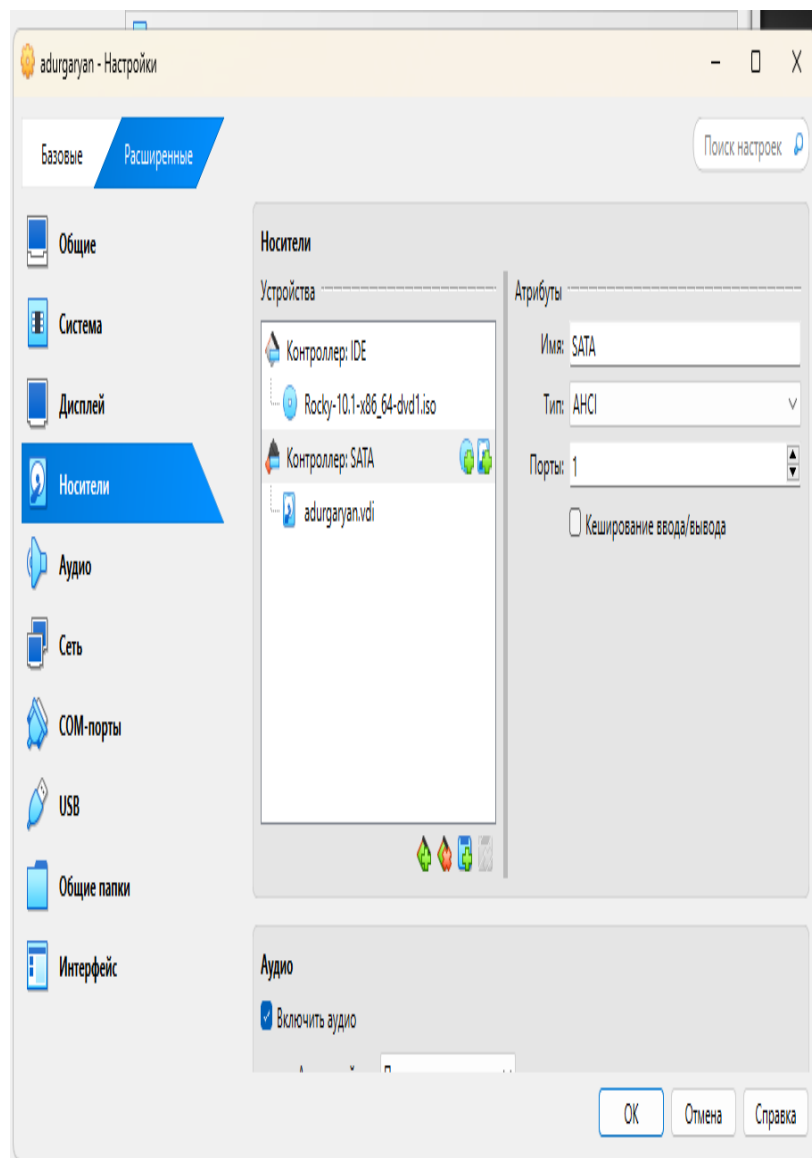 adurgaryan - Настройки
Базовые
Расширенные
Поиск настроек
Общие
Система
Дисплей
Носители
Аудио
Сеть
COM-порты
USB
Общие папки
Интерфейс
Носители
Устройства
Контроллер: IDE
Rocky-10.1-x86_64-dvd1.iso
Контроллер: SATA
adurgaryan.vdi
Атрибуты
Имя: SATA
Тип: AHCI
Порты: 1
Кеширование ввода/вывода
Аудио
Включить аудио
OK
Отмена
Справка